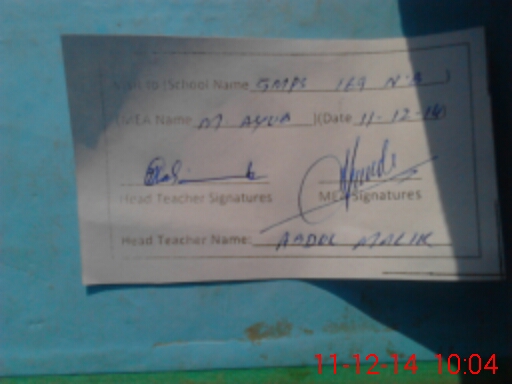 Visit to (School Name GMPS 169 N.A )
(MEA Name M. AYUB )(Date 11-12-14)
Head Teacher Signatures MEA Signatures
Head Teacher Name: ABDUL MALIK
11-12-14 10:04